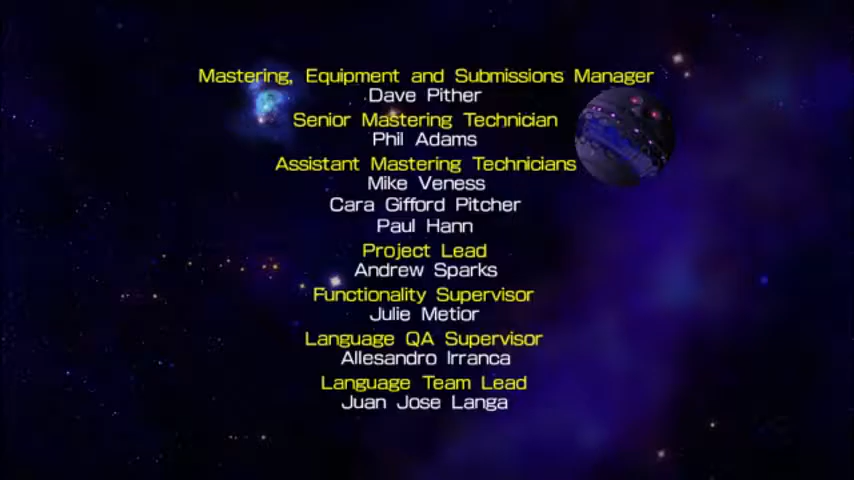 Mastering, Equipment and Submissions Manager
Dave Pither
Senior Mastering Technician
Phil Adams
Assistant Mastering Technicians
Mike Veness
Cara Gifford Pitcher
Paul Hann
Project Lead
Andrew Sparks
Functionality Supervisor
Julie Metior
Language QA Supervisor
Allesandro Irranca
Language Team Lead
Juan Jose Langa